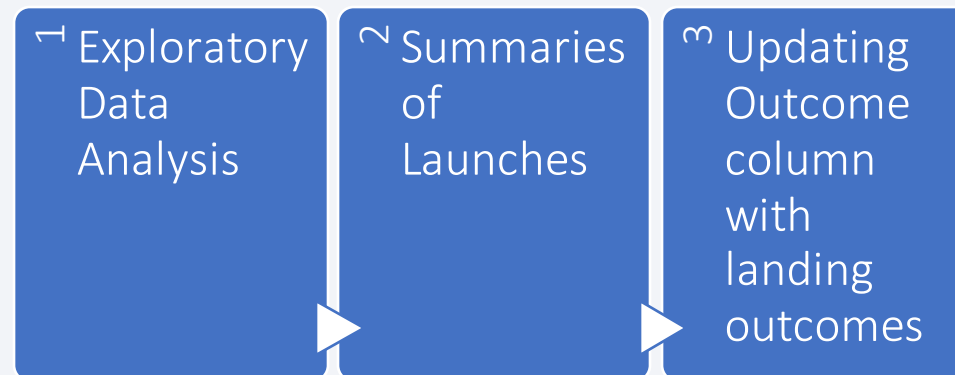 1
Exploratory
Data
Analysis
2
Summaries
of
Launches
3
Updating
Outcome
column
with
landing
outcomes